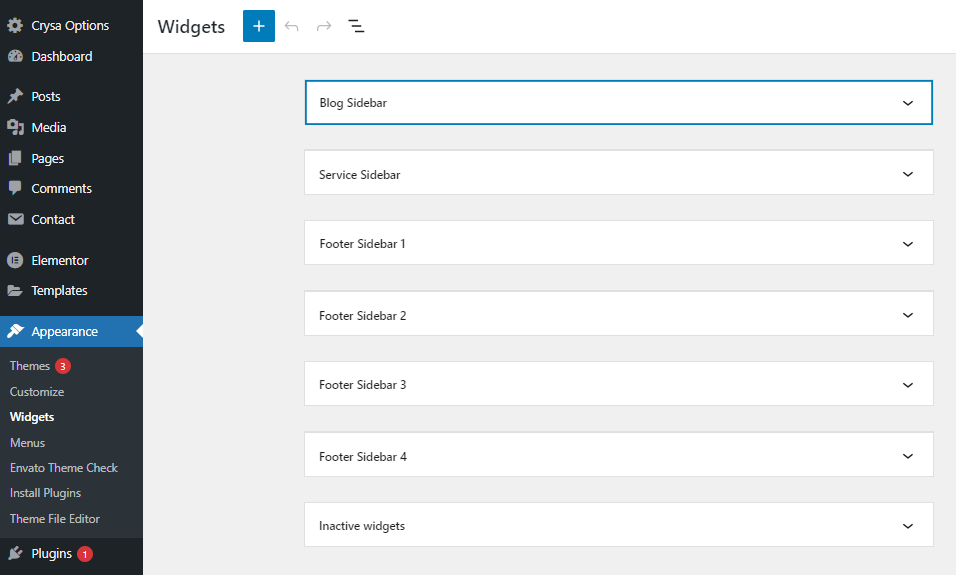 Crysa Options
Dashboard
Posts
Media
Pages
Comments
Contact
Elementor
Templates
Appearance
Themes 3
Customize
Widgets
Menus
Envato Theme Check
Install Plugins
Theme File Editor
Plugins 1
Widgets
Blog Sidebar
Service Sidebar
Footer Sidebar 1
Footer Sidebar 2
Footer Sidebar 3
Footer Sidebar 4
Inactive widgets